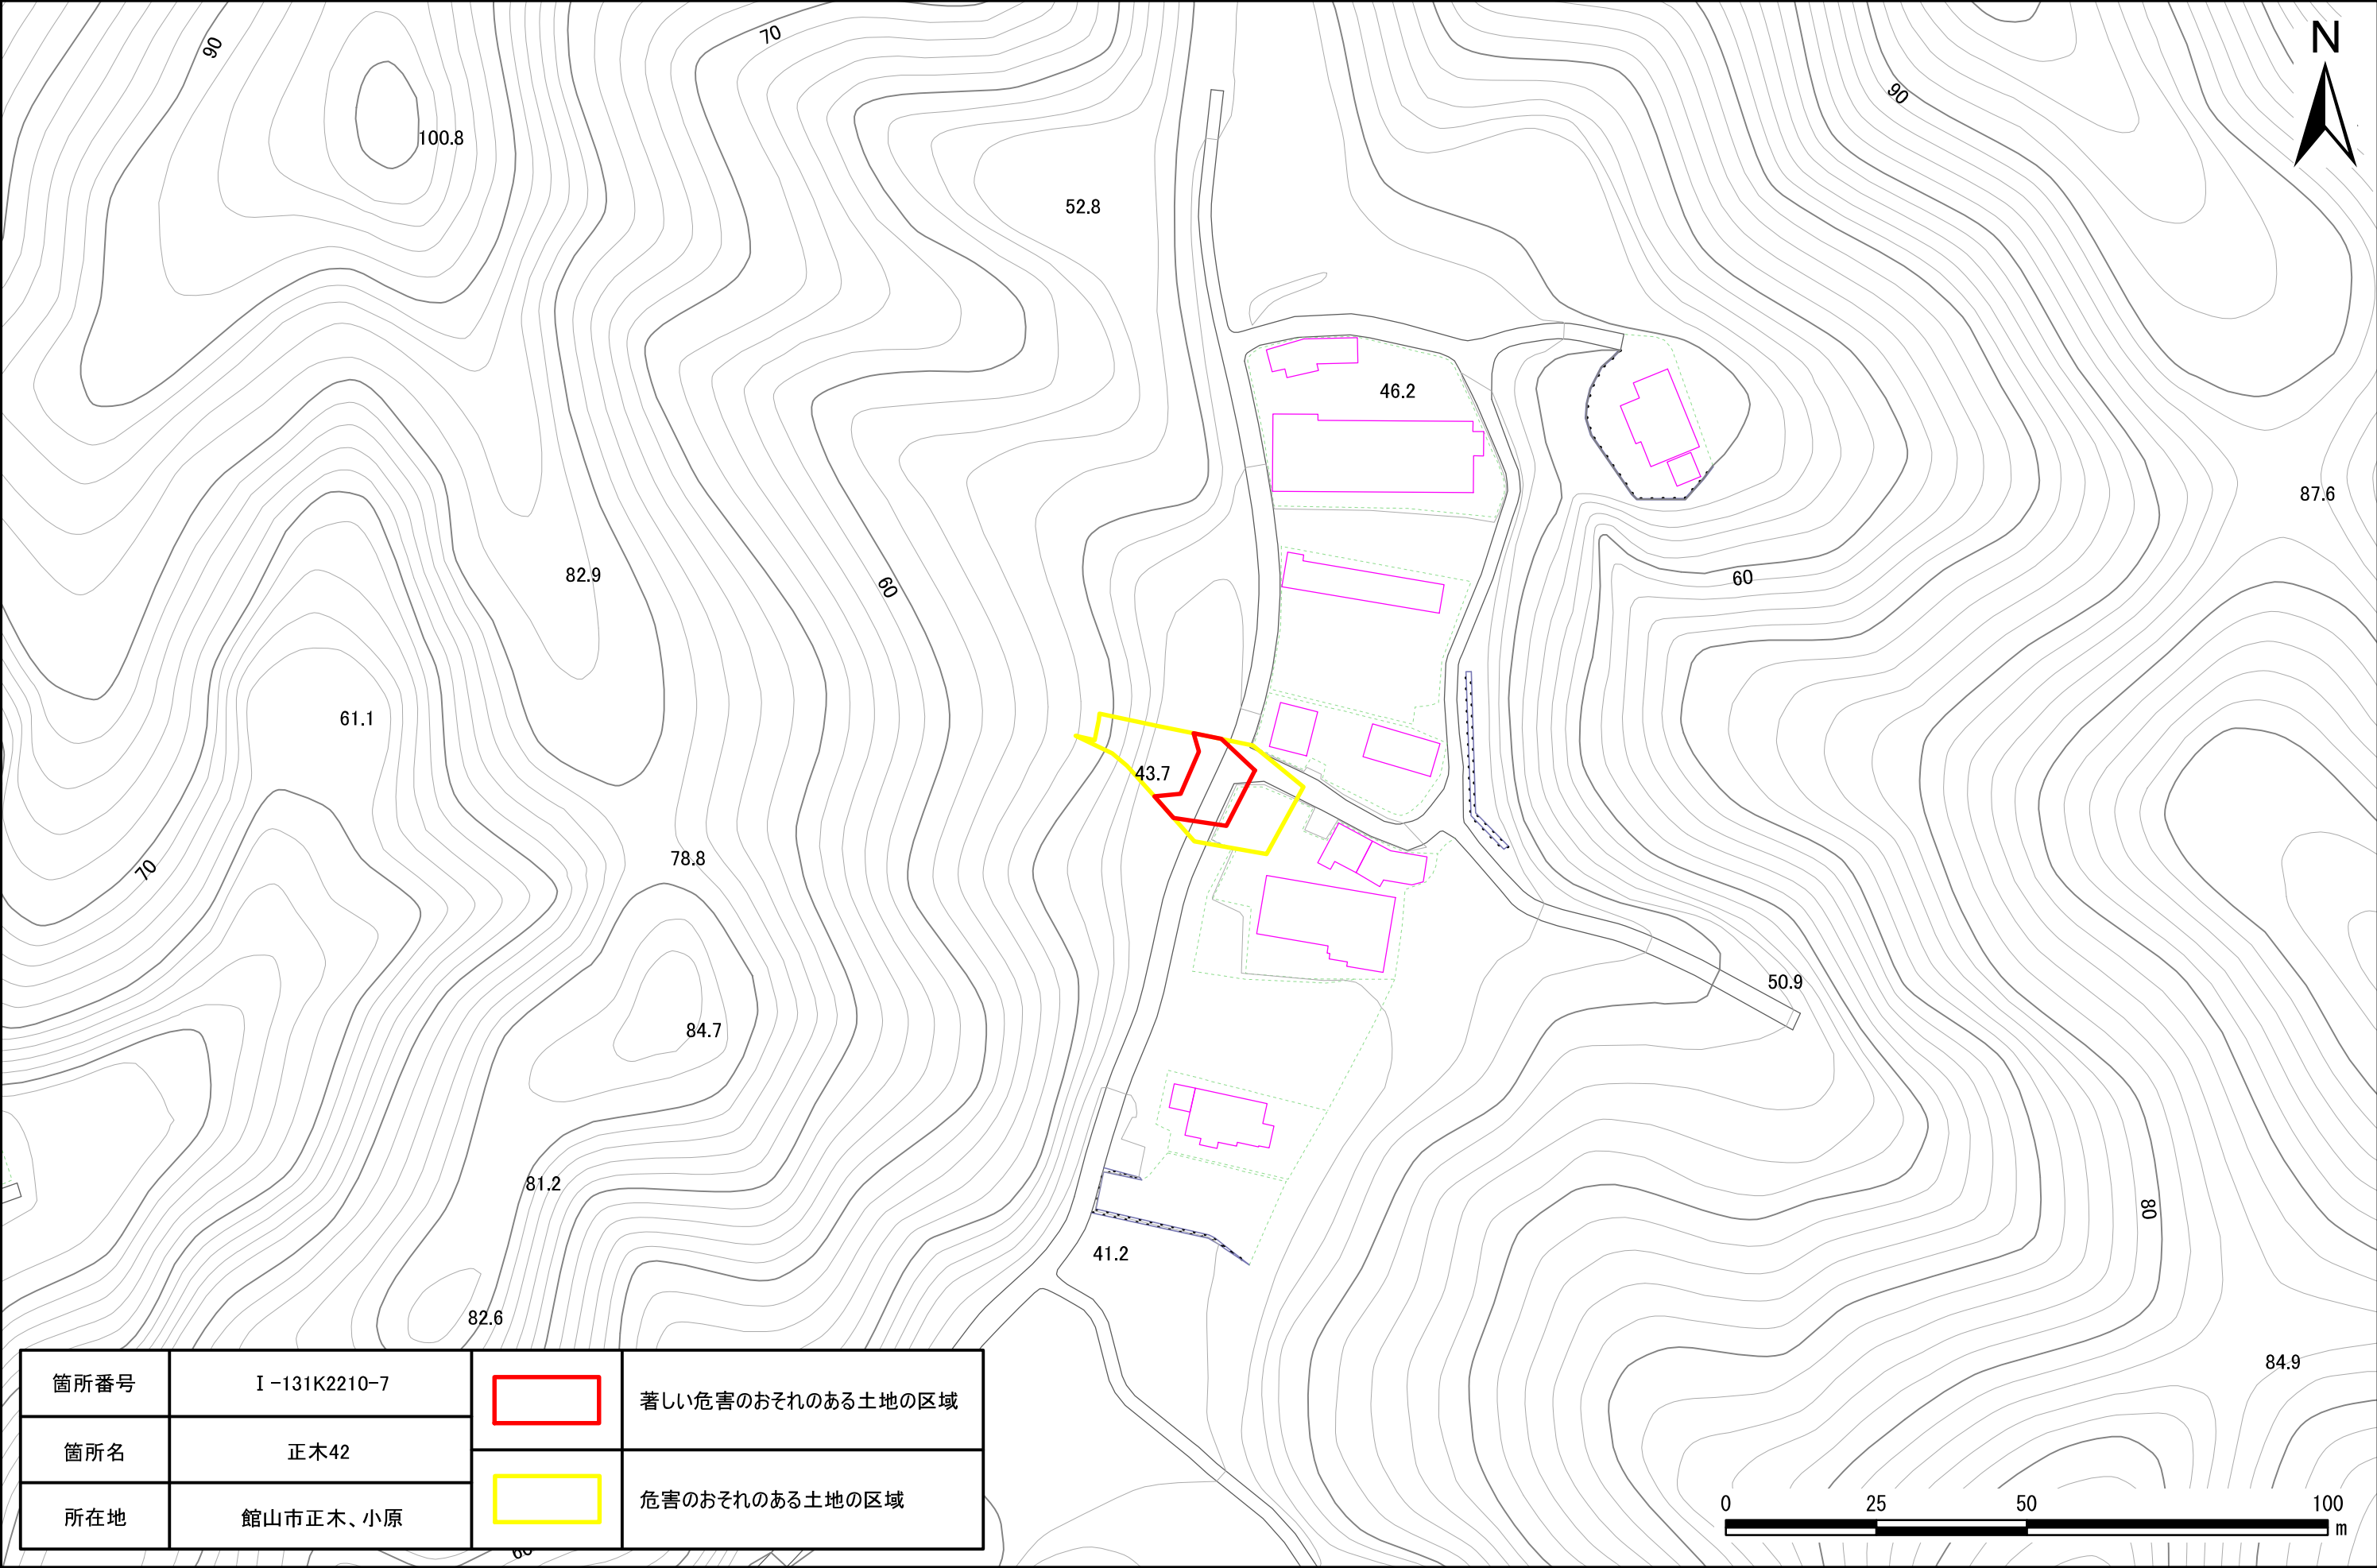 N
90
70
90
100.8
52.8
46.2
87.6
82.9
60
60
61.1
43.7
78.8
70
50.9
84.7
81.2
80
41.2
82.6
84.9
箇所番号 Ⅰ-131K2210-7
箇所名 正木42
所在地 館山市正木、小原
著しい危害のおそれのある土地の区域
危害のおそれのある土地の区域
60
0 25 50 100
m